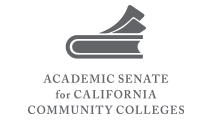 ACADEMIC SENATE
for CALIFORNIA
COMMUNITY COLLEGES